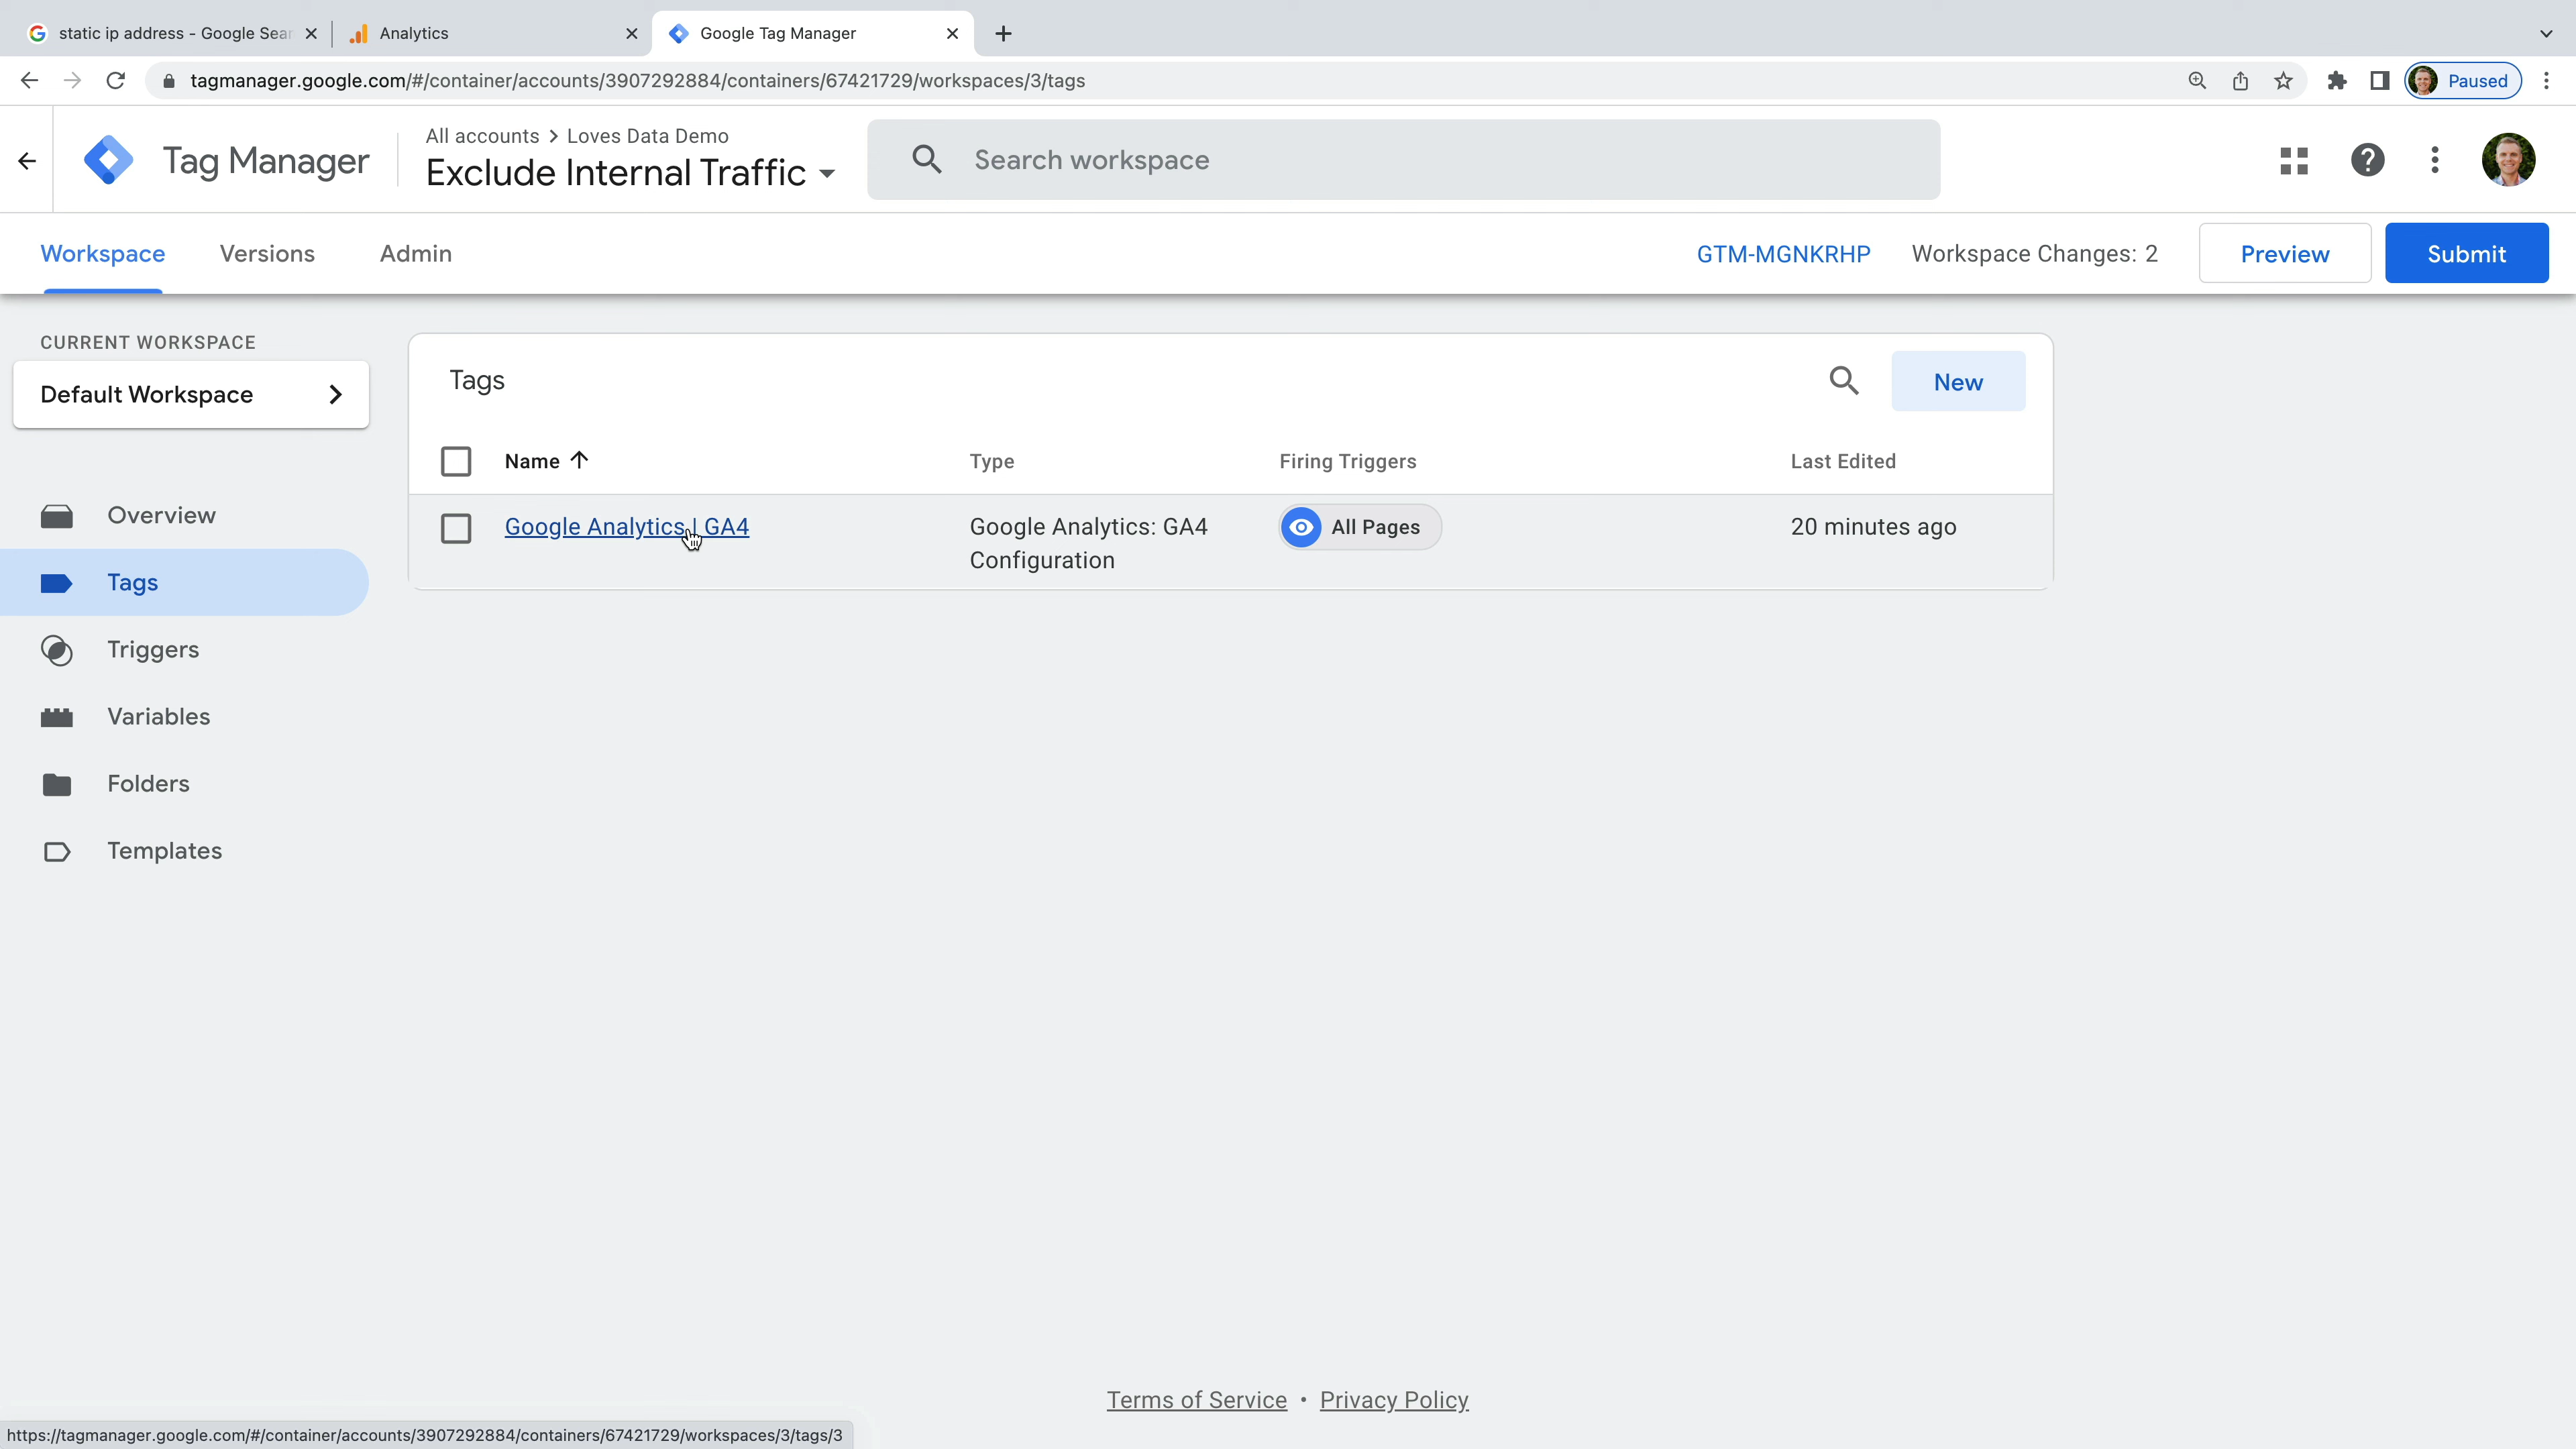 static ip address - Google Sear
Analytics
Google Tag Manager
tagmanager.google.com/#/container/accounts/3907292884/containers/67421729/workspaces/3/tags
Paused
Tag Manager
All accounts > Loves Data Demo
Exclude Internal Traffic
Search workspace
Workspace
Versions
Admin
GTM-MGNKRHP
Workspace Changes: 2
Preview
Submit
CURRENT WORKSPACE
Default Workspace
Overview
Tags
Triggers
Variables
Folders
Templates
Tags
New
Name
Type
Firing Triggers
Last Edited
Google Analytics | GA4
Google Analytics: GA4
Configuration
All Pages
20 minutes ago
Terms of Service • Privacy Policy
https://tagmanager.google.com/#/container/accounts/3907292884/containers/67421729/workspaces/3/tags/3